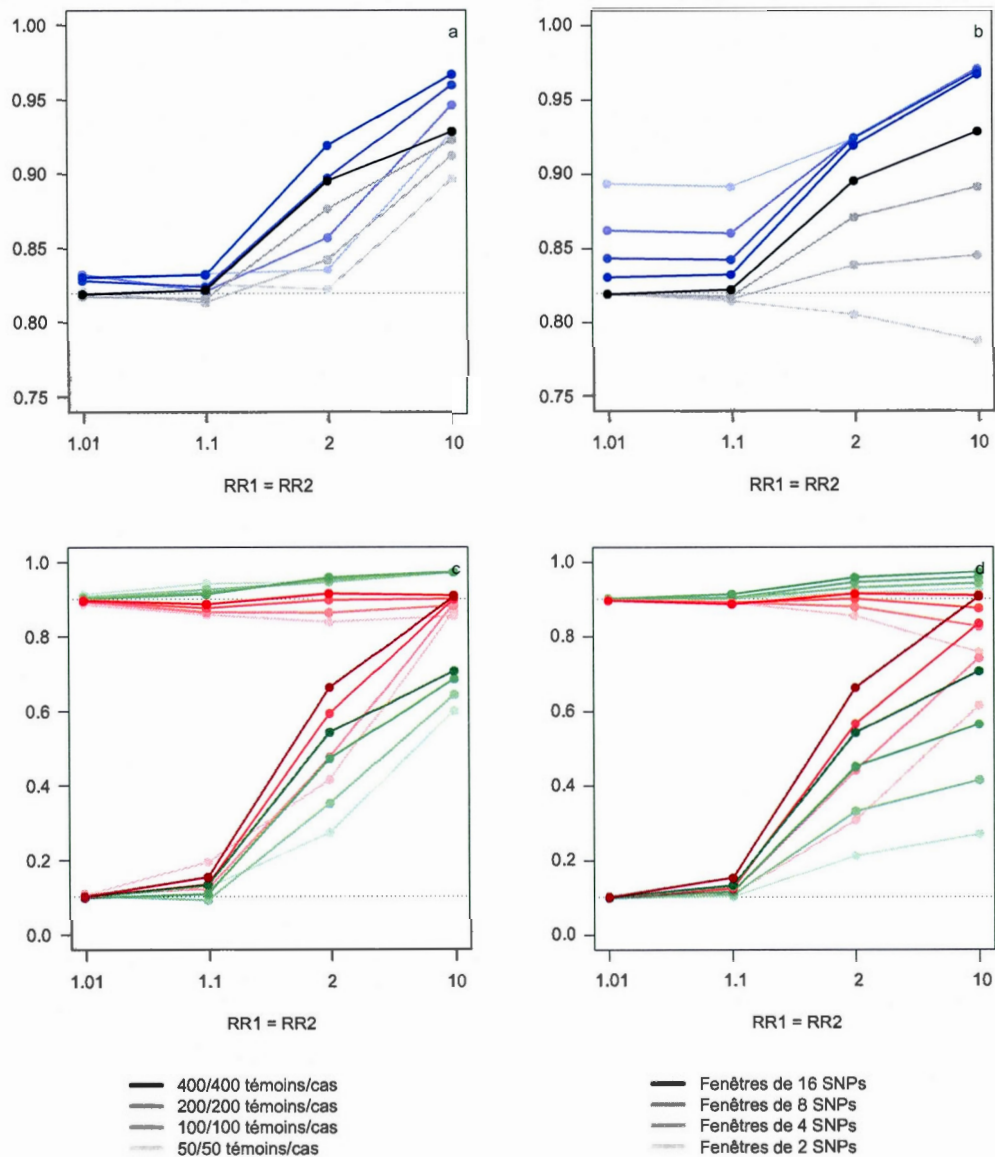 a
1.00
0.95
0.90
0.85
0.80
0.75
1.01 1.1 2 10
RR1 = RR2
b
1.00
0.95
0.90
0.85
0.80
0.75
1.01 1.1 2 10
RR1 = RR2
c
1.0
0.8
0.6
0.4
0.2
0.0
1.01 1.1 2 10
RR1 = RR2
d
1.0
0.8
0.6
0.4
0.2
0.0
1.01 1.1 2 10
RR1 = RR2
400/400 témoins/cas
200/200 témoins/cas
100/100 témoins/cas
50/50 témoins/cas
Fenêtres de 16 SNPs
Fenêtres de 8 SNPs
Fenêtres de 4 SNPs
Fenêtres de 2 SNPs